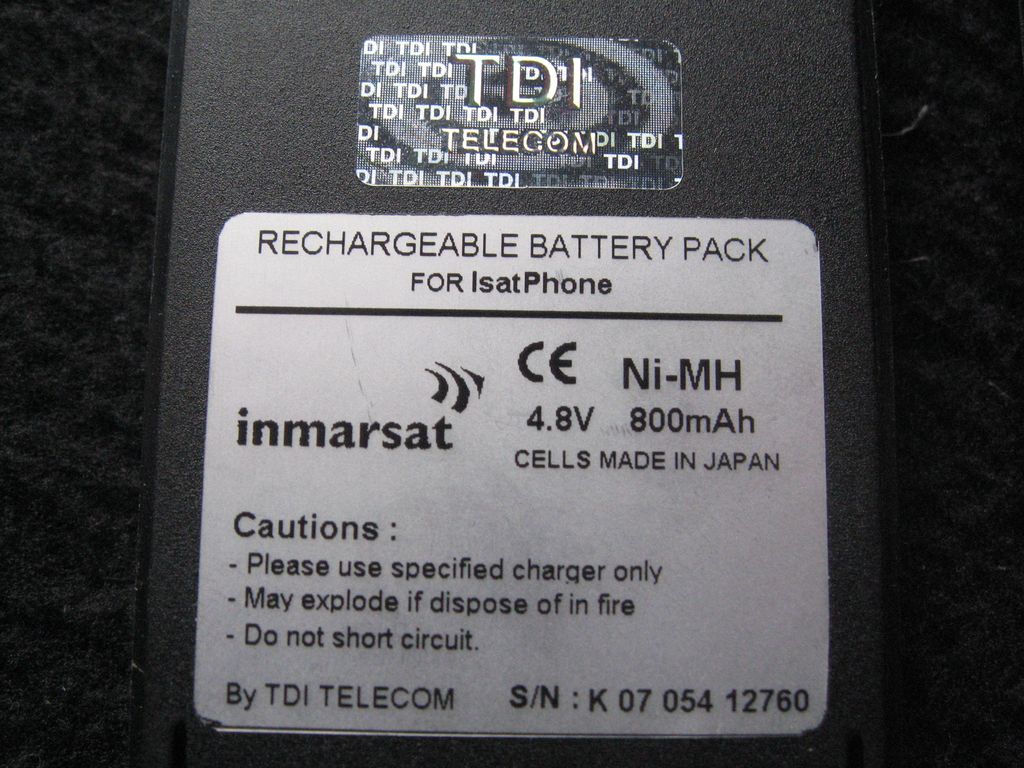 TDI
TELECOM
RECHARGEABLE BATTERY PACK
FOR IsatPhone
CE Ni-MH
inmarsat
4.8V 800mAh
CELLS MADE IN JAPAN
Cautions :
- Please use specified charger only
- May explode if dispose of in fire
- Do not short circuit.
By TDI TELECOM S/N : K 07 054 12760